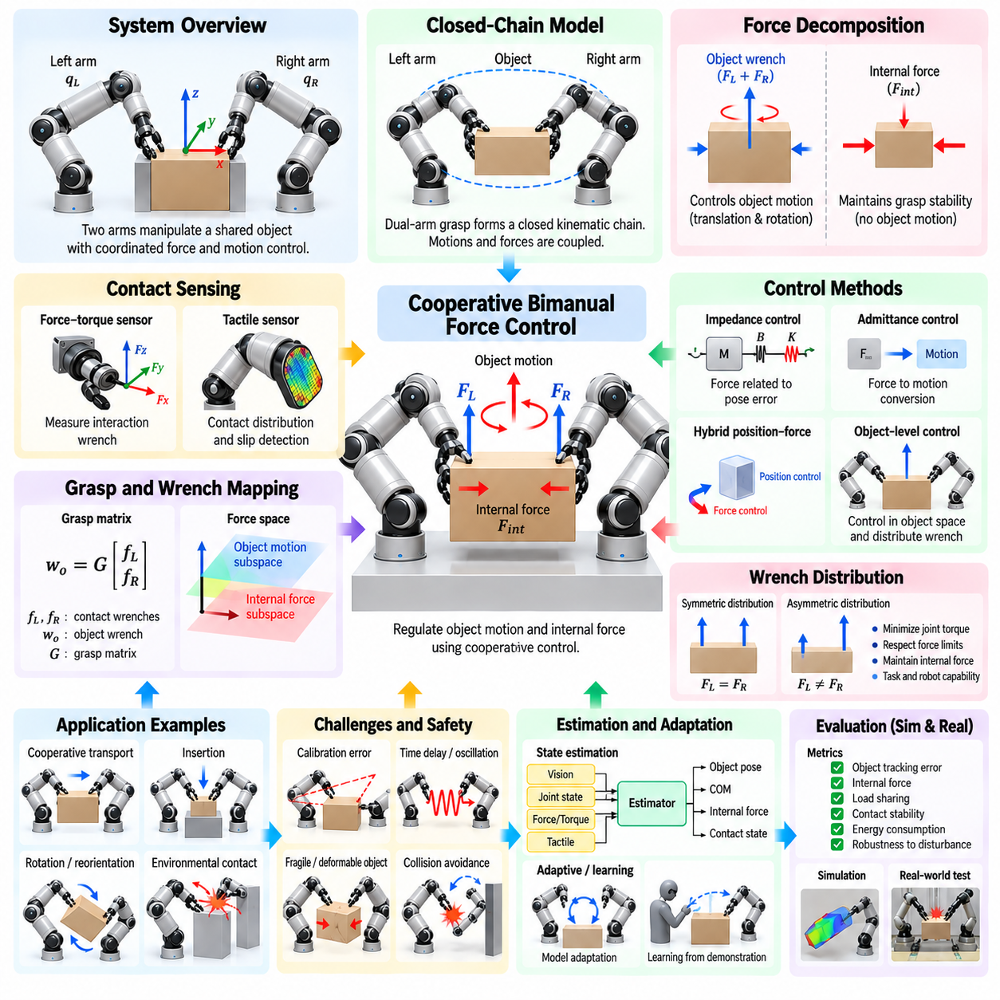 System Overview
Left arm
q_L
Right arm
q_R
z
y
x
Two arms manipulate a shared object
with coordinated force and motion control.
Closed-Chain Model
Left arm
Object
Right arm
Dual-arm grasp forms a closed kinematic chain.
Motions and forces are coupled.
Force Decomposition
Object wrench
(F_L + F_R)
Controls object motion
(translation & rotation)
Internal force
(F_int)
Maintains grasp stability
(no object motion)
Contact Sensing
Force-torque sensor
Fz
Fy
Fx
Measure interaction
wrench
Tactile sensor
Contact distribution
and slip detection
Cooperative Bimanual
Force Control
Object motion
F_L
F_R
Internal force
F_int
Regulate object motion and internal force
using cooperative control.
Control Methods
Impedance control
M
B
K
Force related to
pose error
Admittance control
Motion
Force to motion
conversion
Hybrid position-force
Position control
Force control
Object-level control
Control in object space
and distribute wrench
Grasp and Wrench Mapping
Grasp matrix
w_o = G [f_L f_R]
f_L, f_R : contact wrenches
w_o : object wrench
G : grasp matrix
Force space
Object motion
subspace
Internal force
subspace
Wrench Distribution
Symmetric distribution
F_L = F_R
Asymmetric distribution
F_L ≠ F_R
Minimize joint torque
Respect force limits
Maintain internal force
Task and robot capability
Application Examples
Cooperative transport
Insertion
Rotation / reorientation
Environmental contact
Challenges and Safety
Calibration error
Time delay / oscillation
Fragile / deformable object
Collision avoidance
Estimation and Adaptation
State estimation
Vision
Joint state
Force/Torque
Tactile
Estimator
Object pose
COM
Internal force
Contact state
Adaptive / learning
Model adaptation
Learning from demonstration
Evaluation (Sim & Real)
Metrics
Object tracking error
Internal force
Load sharing
Contact stability
Energy consumption
Robustness to disturbance
Simulation
Real-world test